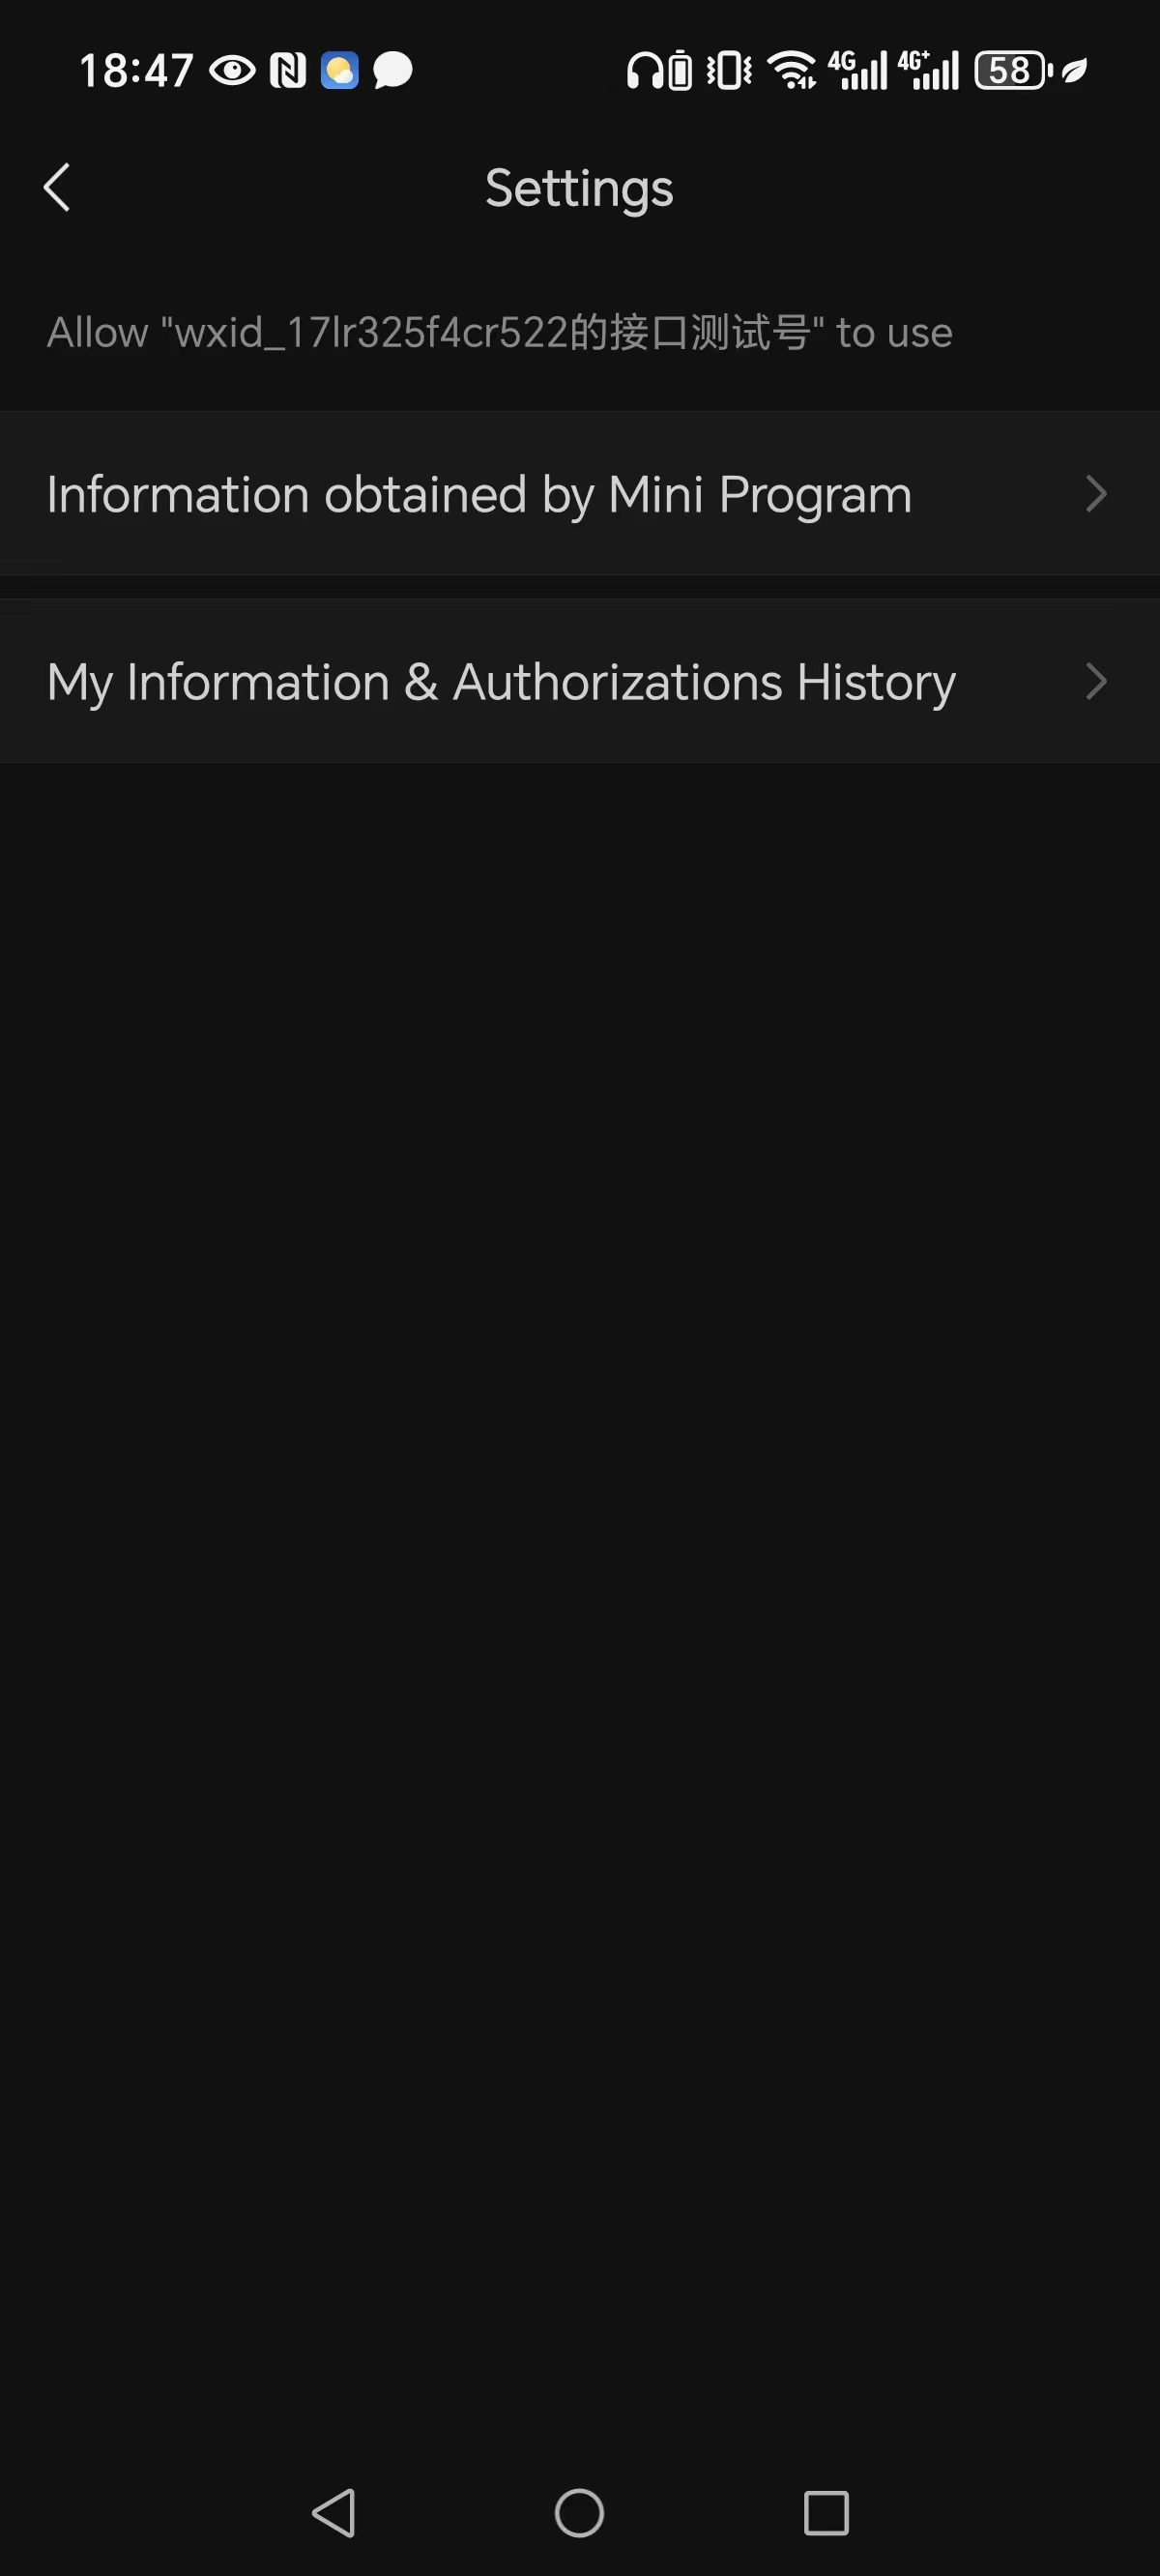 18:47 4G 4G+ 58
Settings
Allow "wxid_17lr325f4cr522的接口测试号" to use
Information obtained by Mini Program
My Information & Authorizations History